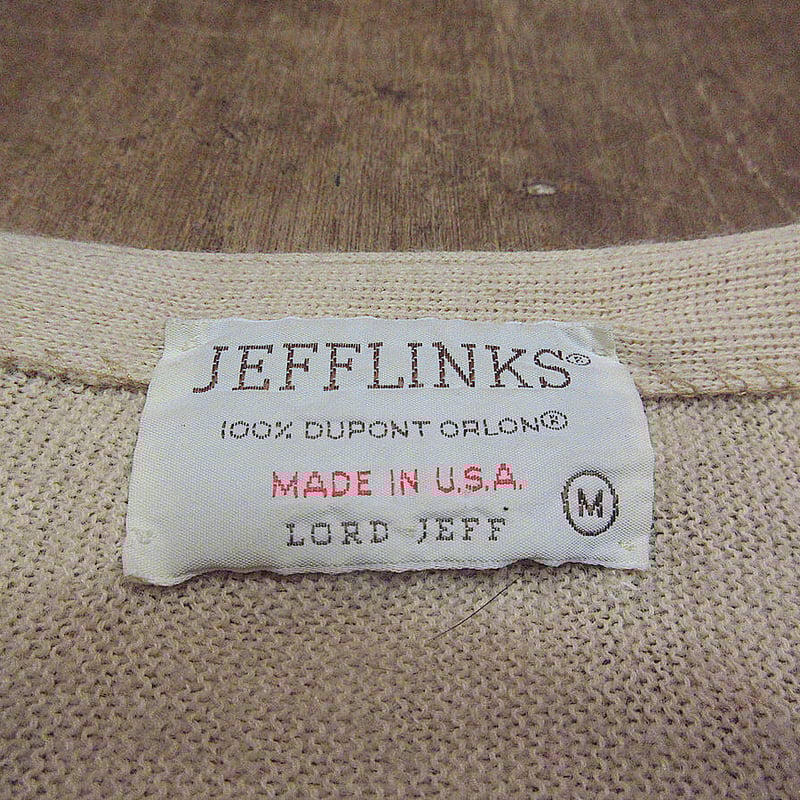 JEFFLINKS®
100% DUPONT ORLON®
MADE IN U.S.A.
LORD JEFF
M